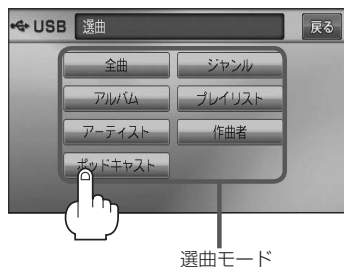 USB 選曲 戻る
全曲 ジャンル
アルバム プレイリスト
アーティスト 作曲者
ポッドキャスト
選曲モード